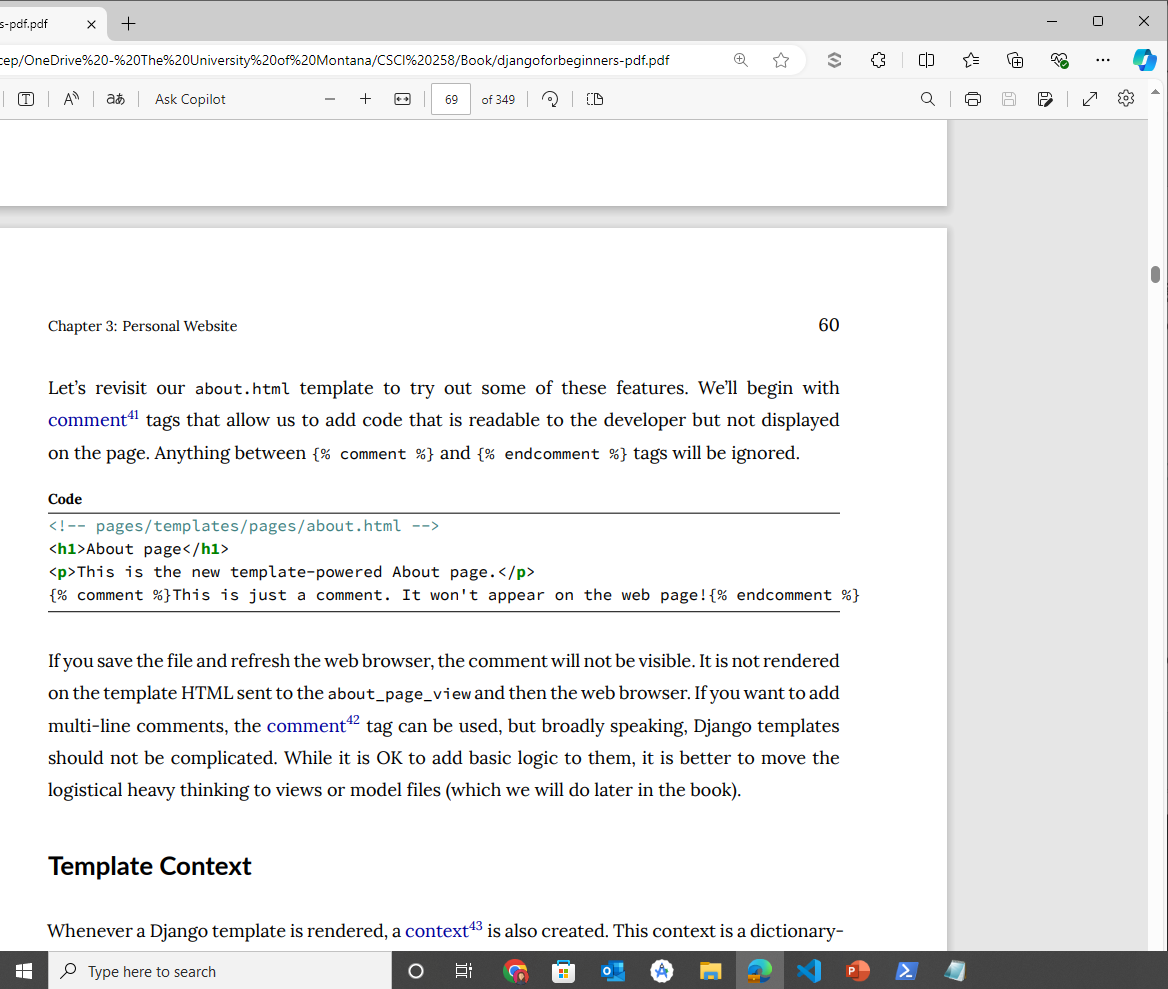 s-pdf.pdf
cep/OneDrive%20-%20The%20University%20of%20Montana/CSCI%20258/Book/djangoforbeginners-pdf.pdf
Ask Copilot
69 of 349
Chapter 3: Personal Website 60
Let’s revisit our about.html template to try out some of these features. We’ll begin with
comment41 tags that allow us to add code that is readable to the developer but not displayed
on the page. Anything between {% comment %} and {% endcomment %} tags will be ignored.
Code
<!-- pages/templates/pages/about.html -->
<h1>About page</h1>
<p>This is the new template-powered About page.</p>
{% comment %}This is just a comment. It won't appear on the web page!{% endcomment %}
If you save the file and refresh the web browser, the comment will not be visible. It is not rendered
on the template HTML sent to the about_page_view and then the web browser. If you want to add
multi-line comments, the comment42 tag can be used, but broadly speaking, Django templates
should not be complicated. While it is OK to add basic logic to them, it is better to move the
logistical heavy thinking to views or model files (which we will do later in the book).
Template Context
Whenever a Django template is rendered, a context43 is also created. This context is a dictionary-
Type here to search